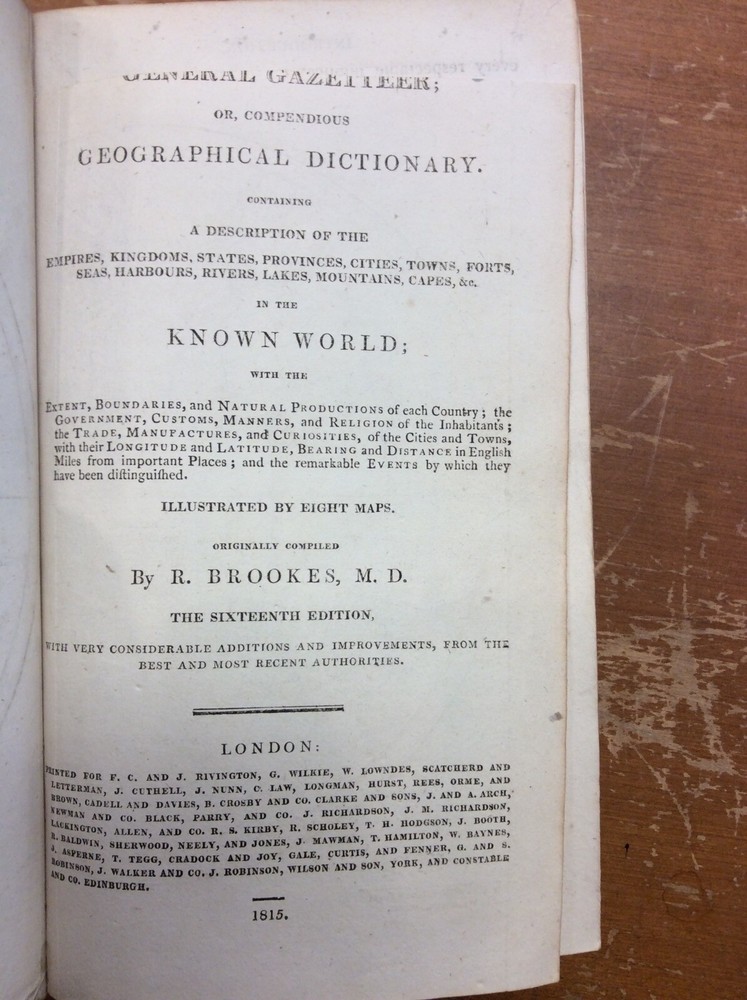 GENERAL GAZETTEER;
OR, COMPENDIOUS
GEOGRAPHICAL DICTIONARY.
CONTAINING
A DESCRIPTION OF THE
EMPIRES, KINGDOMS, STATES, PROVINCES, CITIES, TOWNS, FORTS,
SEAS, HARBOURS, RIVERS, LAKES, MOUNTAINS, CAPES, &c.
IN THE
KNOWN WORLD;
WITH THE
EXTENT, BOUNDARIES, and NATURAL PRODUCTIONS of each Country; the
GOVERNMENT, CUSTOMS, MANNERS, and RELIGION of the Inhabitants;
the TRADE, MANUFACTURES, and CURIOSITIES, of the Cities and Towns,
with their LONGITUDE and LATITUDE, BEARING and DISTANCE in English
Miles from important Places; and the remarkable EVENTS by which they
have been diſtinguiſhed.
ILLUSTRATED BY EIGHT MAPS.
ORIGINALLY COMPILED
By R. BROOKES, M. D.
THE SIXTEENTH EDITION,
WITH VERY CONSIDERABLE ADDITIONS AND IMPROVEMENTS, FROM THE
BEST AND MOST RECENT AUTHORITIES.
LONDON:
PRINTED FOR F. C. AND J. RIVINGTON, G. WILKIE, W. LOWNDES, SCATCHERD AND
LETTERMAN, J. CUTHELL, J. NUNN, C. LAW, LONGMAN, HURST, REES, ORME, AND
BROWN, CADELL AND DAVIES, B. CROSBY AND CO. CLARKE AND SONS, J. AND A. ARCH,
NEWMAN AND CO. BLACK, PARRY, AND CO. J. RICHARDSON, J. M. RICHARDSON,
LACKINGTON, ALLEN, AND CO. R. S. KIRBY, R. SCHOLEY, T. H. HODGSON, J. BOOTH,
R. BALDWIN, SHERWOOD, NEELY, AND JONES, J. MAWMAN, T. HAMILTON, W. BAYNES,
J. ASPERNE, T. TEGG, CRADOCK AND JOY, GALE, CURTIS, AND FENNER, G. AND S.
ROBINSON, J. WALKER AND CO. J. ROBINSON, WILSON AND SON, YORK, AND CONSTABLE
AND CO. EDINBURGH.
1815.